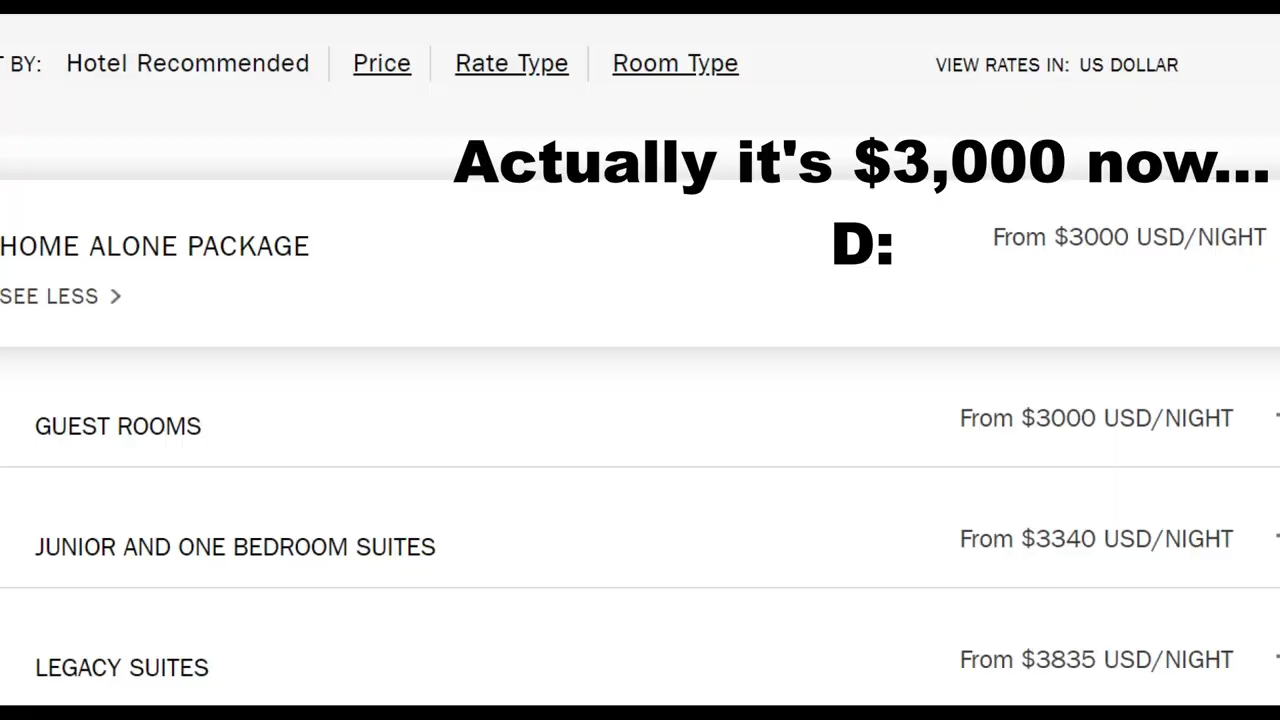 T BY: Hotel Recommended Price Rate Type Room Type VIEW RATES IN: US DOLLAR
Actually it's $3,000 now...
D:
HOME ALONE PACKAGE From $3000 USD/NIGHT
SEE LESS >
GUEST ROOMS From $3000 USD/NIGHT
JUNIOR AND ONE BEDROOM SUITES From $3340 USD/NIGHT
LEGACY SUITES From $3835 USD/NIGHT